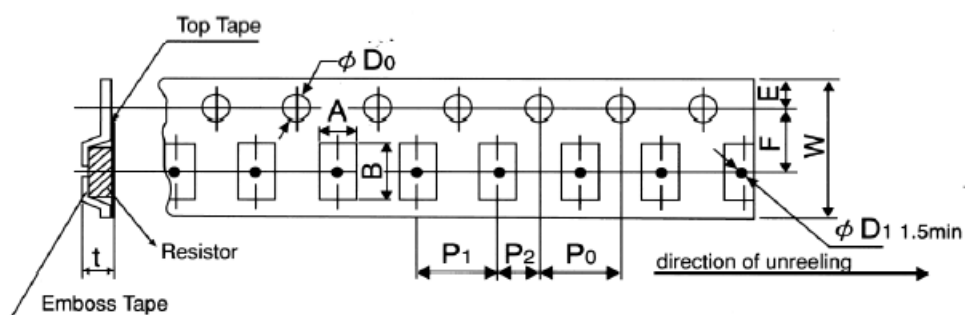 Top Tape
ϕ D0
A
B
E
F
W
t
Resistor
Emboss Tape
P1
P2
P0
ϕ D1 1.5min
direction of unreeling